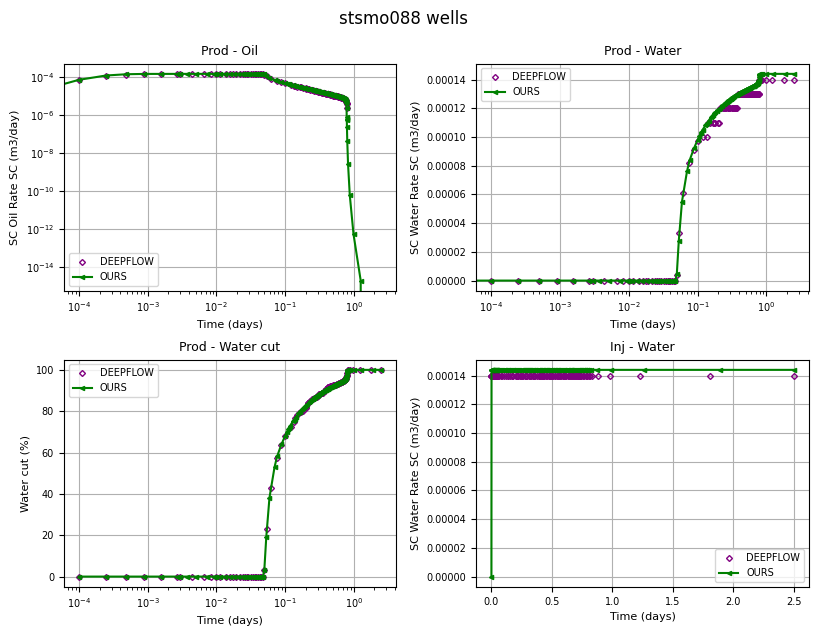 stsmo088 wells
Prod - Oil
SC Oil Rate SC (m3/day)
10⁻⁴
10⁻⁶
10⁻⁸
10⁻¹⁰
10⁻¹²
10⁻¹⁴
DEEPFLOW
OURS
10⁻⁴ 10⁻³ 10⁻² 10⁻¹ 10⁰
Time (days)
Prod - Water
SC Water Rate SC (m3/day)
0.00014
0.00012
0.00010
0.00008
0.00006
0.00004
0.00002
0.00000
DEEPFLOW
OURS
10⁻⁴ 10⁻³ 10⁻² 10⁻¹ 10⁰
Time (days)
Prod - Water cut
Water cut (%)
100
80
60
40
20
0
DEEPFLOW
OURS
10⁻⁴ 10⁻³ 10⁻² 10⁻¹ 10⁰
Time (days)
Inj - Water
SC Water Rate SC (m3/day)
0.00014
0.00012
0.00010
0.00008
0.00006
0.00004
0.00002
0.00000
DEEPFLOW
OURS
0.0 0.5 1.0 1.5 2.0 2.5
Time (days)